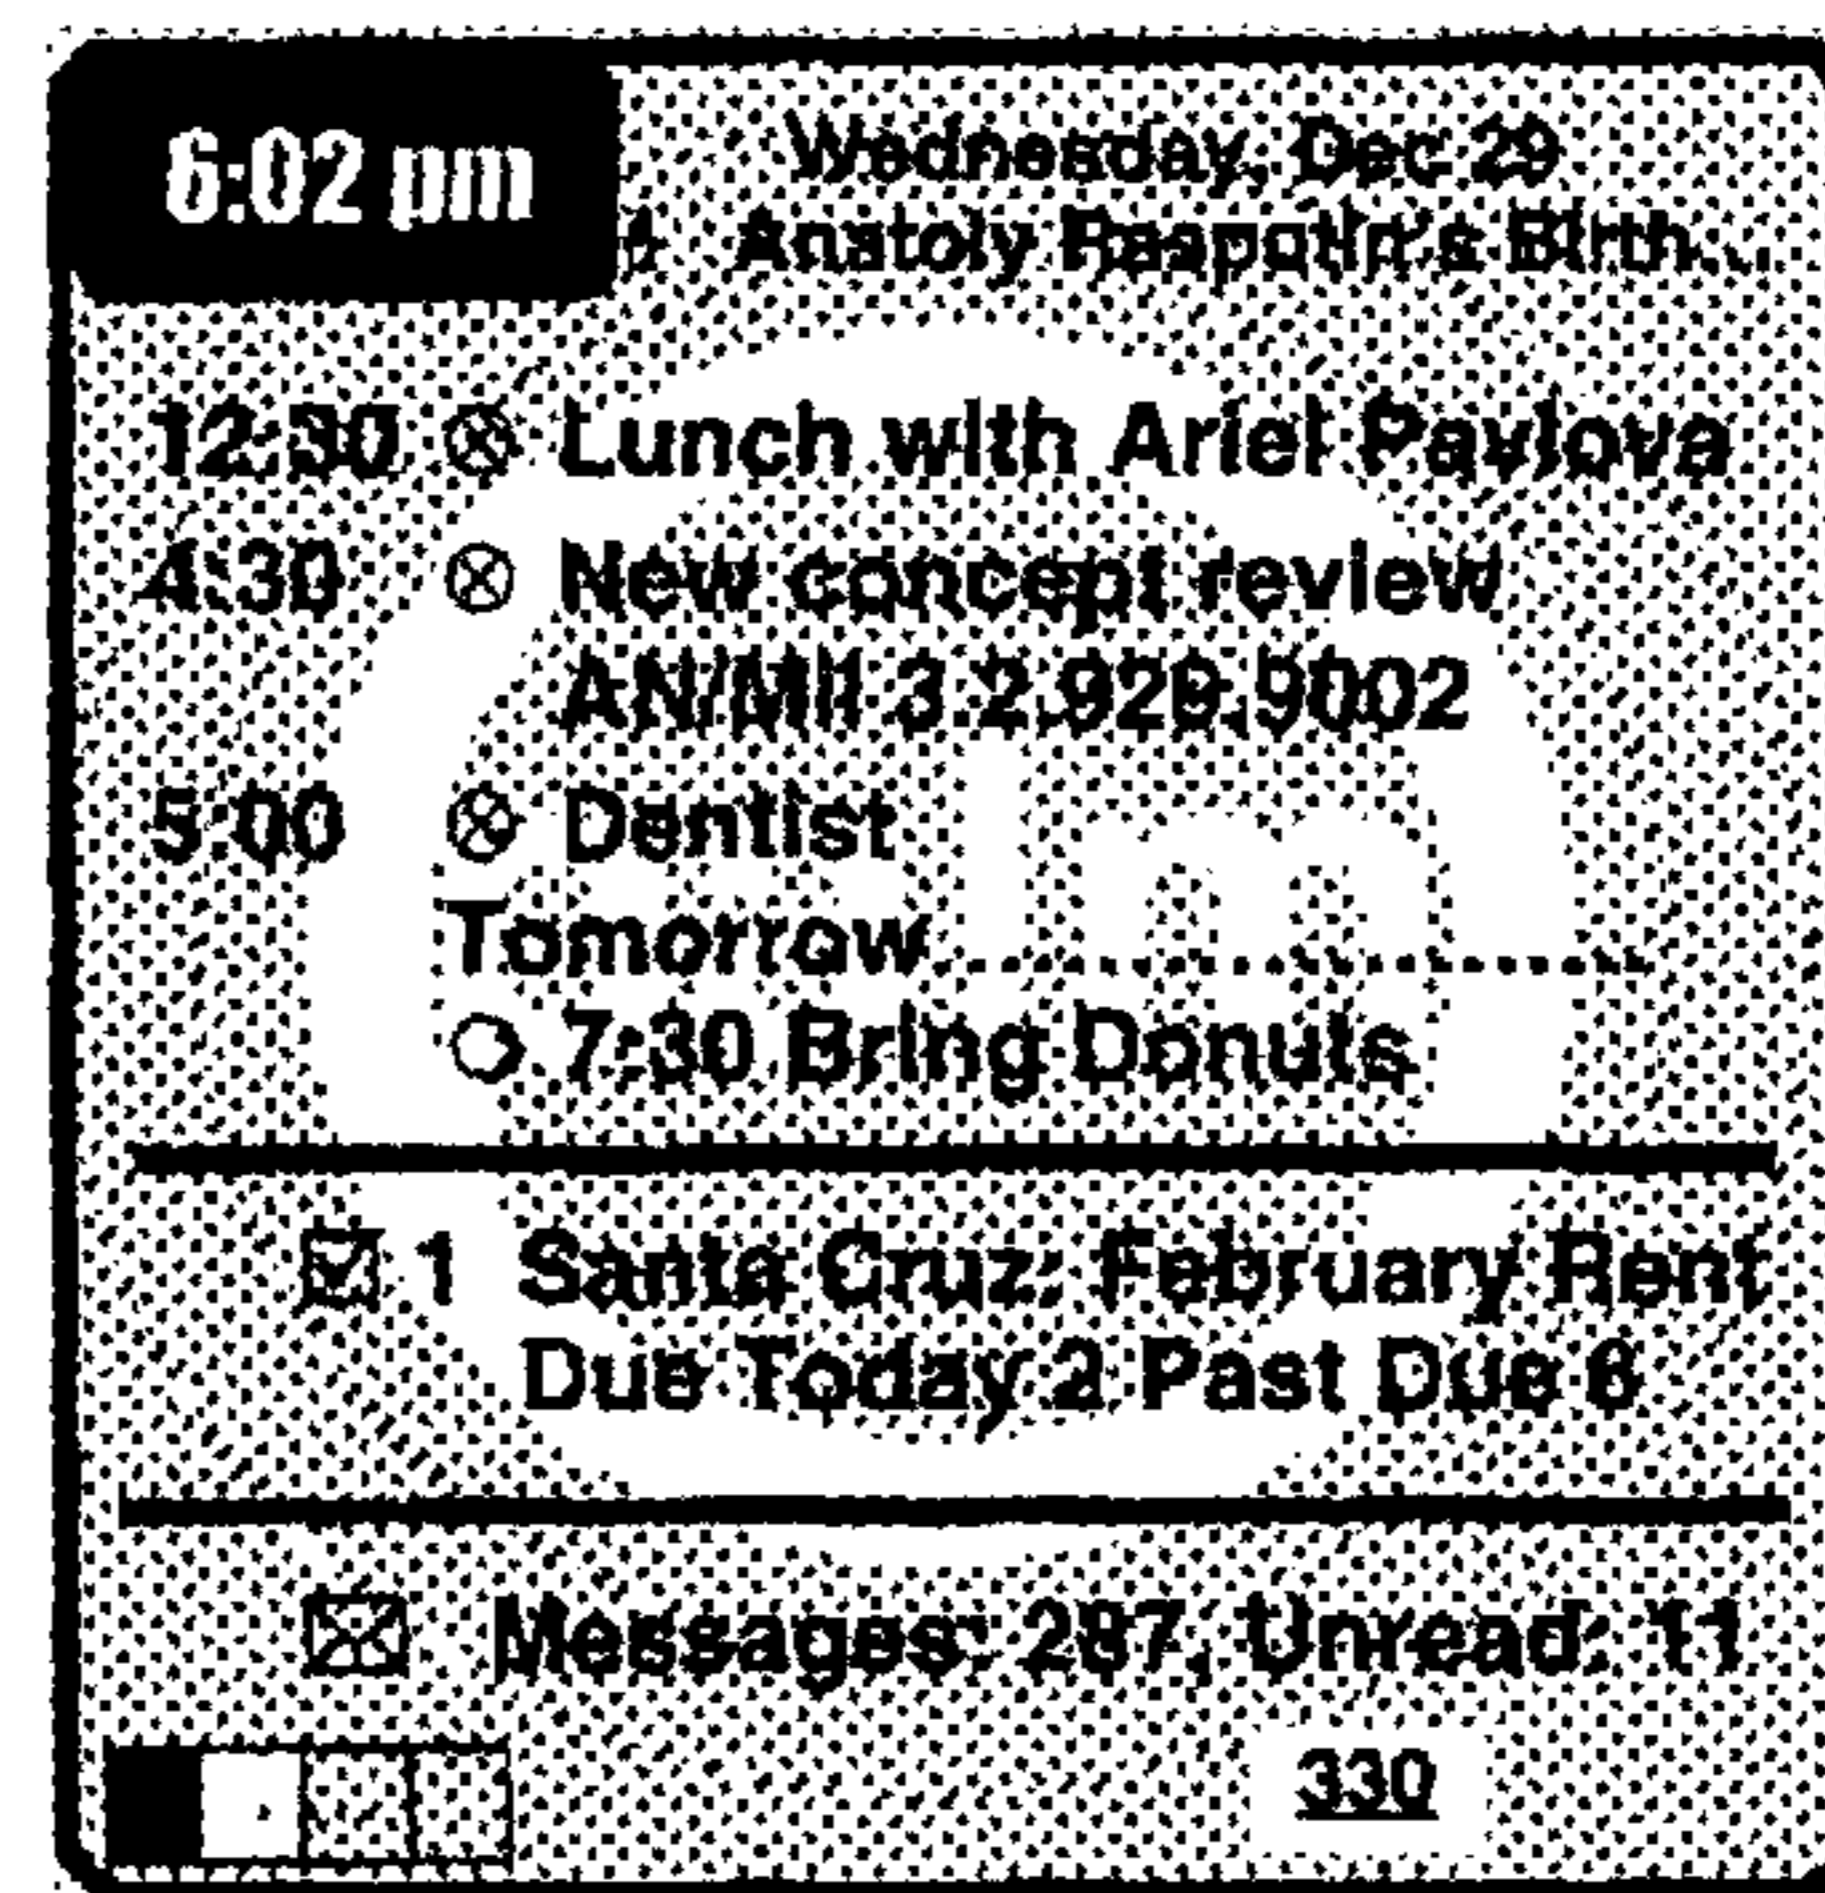 6:02 pm
Wednesday, Dec 29
Anatoly Raspotin's Birth...
12:30 Lunch with Ariel Pavlova
4:30 New concept review
AN/MII 3.2.929.9002
5:00 Dentist
Tomorrow
7:30 Bring Donuts
1 Santa Cruz: February Rent
Due Today 2 Past Due 6
Messages: 287, Unread: 11
330